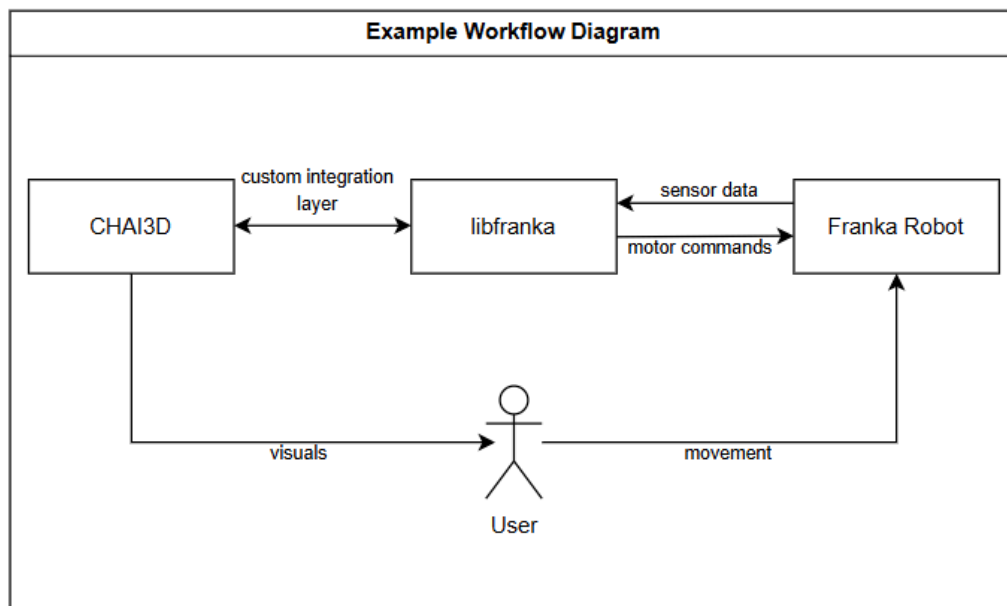 Example Workflow Diagram
custom integration
layer
CHAI3D
libfranka
sensor data
motor commands
Franka Robot
visuals
movement
User